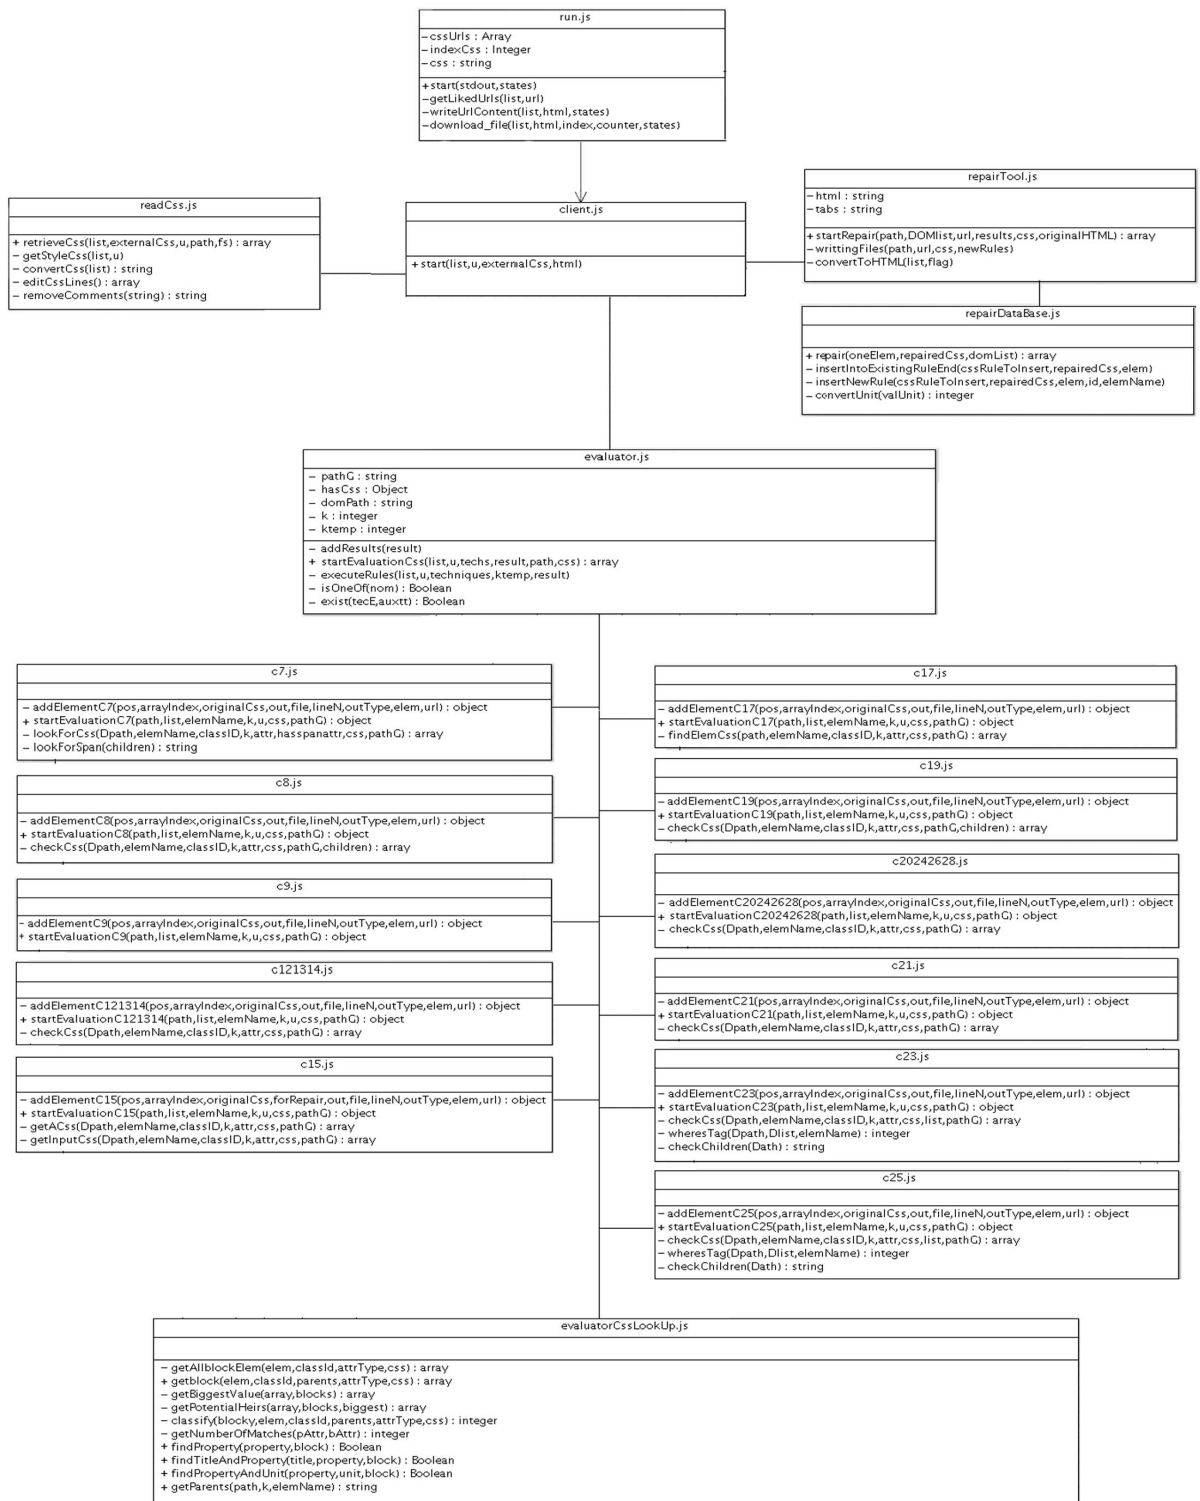 run.js
– cssUrls : Array
– indexCss : Integer
– css : string
+ start(stdout,states)
– getLikedUrls(list,url)
– writeUrlContent(list,html,states)
– download_file(list,html,index,counter,states)
readCss.js
+ retrieveCss(list,externalCss,u,path,fs) : array
– getStyleCss(list,u)
– convertCss(list) : string
– editCssLines() : array
– removeComments(string) : string
client.js
+ start(list,u,externalCss,html)
repairTool.js
– html : string
– tabs : string
+ startRepair(path,DOMlist,url,results,css,originalHTML) : array
– writtingFiles(path,url,css,newRules)
– convertToHTML(list,flag)
repairDataBase.js
+ repair(oneElem,repairedCss,domList) : array
– insertIntoExistingRuleEnd(cssRuleToInsert,repairedCss,elem)
– insertNewRule(cssRuleToInsert,repairedCss,elem,id,elemName)
– convertUnit(valUnit) : integer
evaluator.js
– pathG : string
– hasCss : Object
– domPath : string
– k : integer
– ktemp : integer
– addResults(result)
+ startEvaluationCss(list,u,techs,result,path,css) : array
– executeRules(list,u,techniques,ktemp,result)
– isOneOf(nom) : Boolean
– exist(tecE,auxtt) : Boolean
c7.js
– addElementC7(pos,arrayIndex,originalCss,out,file,lineN,outType,elem,url) : object
+ startEvaluationC7(path,list,elemName,k,u,css,pathG) : object
– lookForCss(Dpath,elemName,classID,k,attr,hasspanattr,css,pathG) : array
– lookForSpan(children) : string
c8.js
– addElementC8(pos,arrayIndex,originalCss,out,file,lineN,outType,elem,url) : object
+ startEvaluationC8(path,list,elemName,k,u,css,pathG) : object
– checkCss(Dpath,elemName,classID,k,attr,css,pathG,children) : array
c9.js
– addElementC9(pos,arrayIndex,originalCss,out,file,lineN,outType,elem,url) : object
+ startEvaluationC9(path,list,elemName,k,u,css,pathG) : object
c121314.js
– addElementC121314(pos,arrayIndex,originalCss,out,file,lineN,outType,elem,url) : object
+ startEvaluationC121314(path,list,elemName,k,u,css,pathG) : object
– checkCss(Dpath,elemName,classID,k,attr,css,pathG) : array
c15.js
– addElementC15(pos,arrayIndex,originalCss,forRepair,out,file,lineN,outType,elem,url) : object
+ startEvaluationC15(path,list,elemName,k,u,css,pathG) : object
– getACss(Dpath,elemName,classID,k,attr,css,pathG) : array
– getInputCss(Dpath,elemName,classID,k,attr,css,pathG) : array
c17.js
– addElementC17(pos,arrayIndex,originalCss,out,file,lineN,outType,elem,url) : object
+ startEvaluationC17(path,list,elemName,k,u,css,pathG) : object
– findElemCss(path,elemName,classID,k,attr,css,pathG) : array
c19.js
– addElementC19(pos,arrayIndex,originalCss,out,file,lineN,outType,elem,url) : object
+ startEvaluationC19(path,list,elemName,k,u,css,pathG) : object
– checkCss(Dpath,elemName,classID,k,attr,css,pathG,children) : array
c20242628.js
– addElementC20242628(pos,arrayIndex,originalCss,out,file,lineN,outType,elem,url) : object
+ startEvaluationC20242628(path,list,elemName,k,u,css,pathG) : object
– checkCss(Dpath,elemName,classID,k,attr,css,pathG) : array
c21.js
– addElementC21(pos,arrayIndex,originalCss,out,file,lineN,outType,elem,url) : object
+ startEvaluationC21(path,list,elemName,k,u,css,pathG) : object
– checkCss(Dpath,elemName,classID,k,attr,css,pathG) : array
c23.js
– addElementC23(pos,arrayIndex,originalCss,out,file,lineN,outType,elem,url) : object
+ startEvaluationC23(path,list,elemName,k,u,css,pathG) : object
– checkCss(Dpath,elemName,classID,k,attr,css,list,pathG) : array
– wheresTag(Dpath,Dlist,elemName) : integer
– checkChildren(Dath) : string
c25.js
– addElementC25(pos,arrayIndex,originalCss,out,file,lineN,outType,elem,url) : object
+ startEvaluationC25(path,list,elemName,k,u,css,pathG) : object
– checkCss(Dpath,elemName,classID,k,attr,css,list,pathG) : array
– wheresTag(Dpath,Dlist,elemName) : integer
– checkChildren(Dath) : string
evaluatorCssLookUp.js
– getAllblockElem(elem,classId,attrType,css) : array
+ getblock(elem,classId,parents,attrType,css) : array
– getBiggestValue(array,blocks) : array
– getPotentialHeirs(array,blocks,biggest) : array
– classify(blocky,elem,classId,parents,attrType,css) : integer
– getNumberOfMatches(pAttr,bAttr) : integer
+ findProperty(property,block) : Boolean
+ findTitleAndProperty(title,property,block) : Boolean
+ findPropertyAndUnit(property,unit,block) : Boolean
+ getParents(path,k,elemName) : string